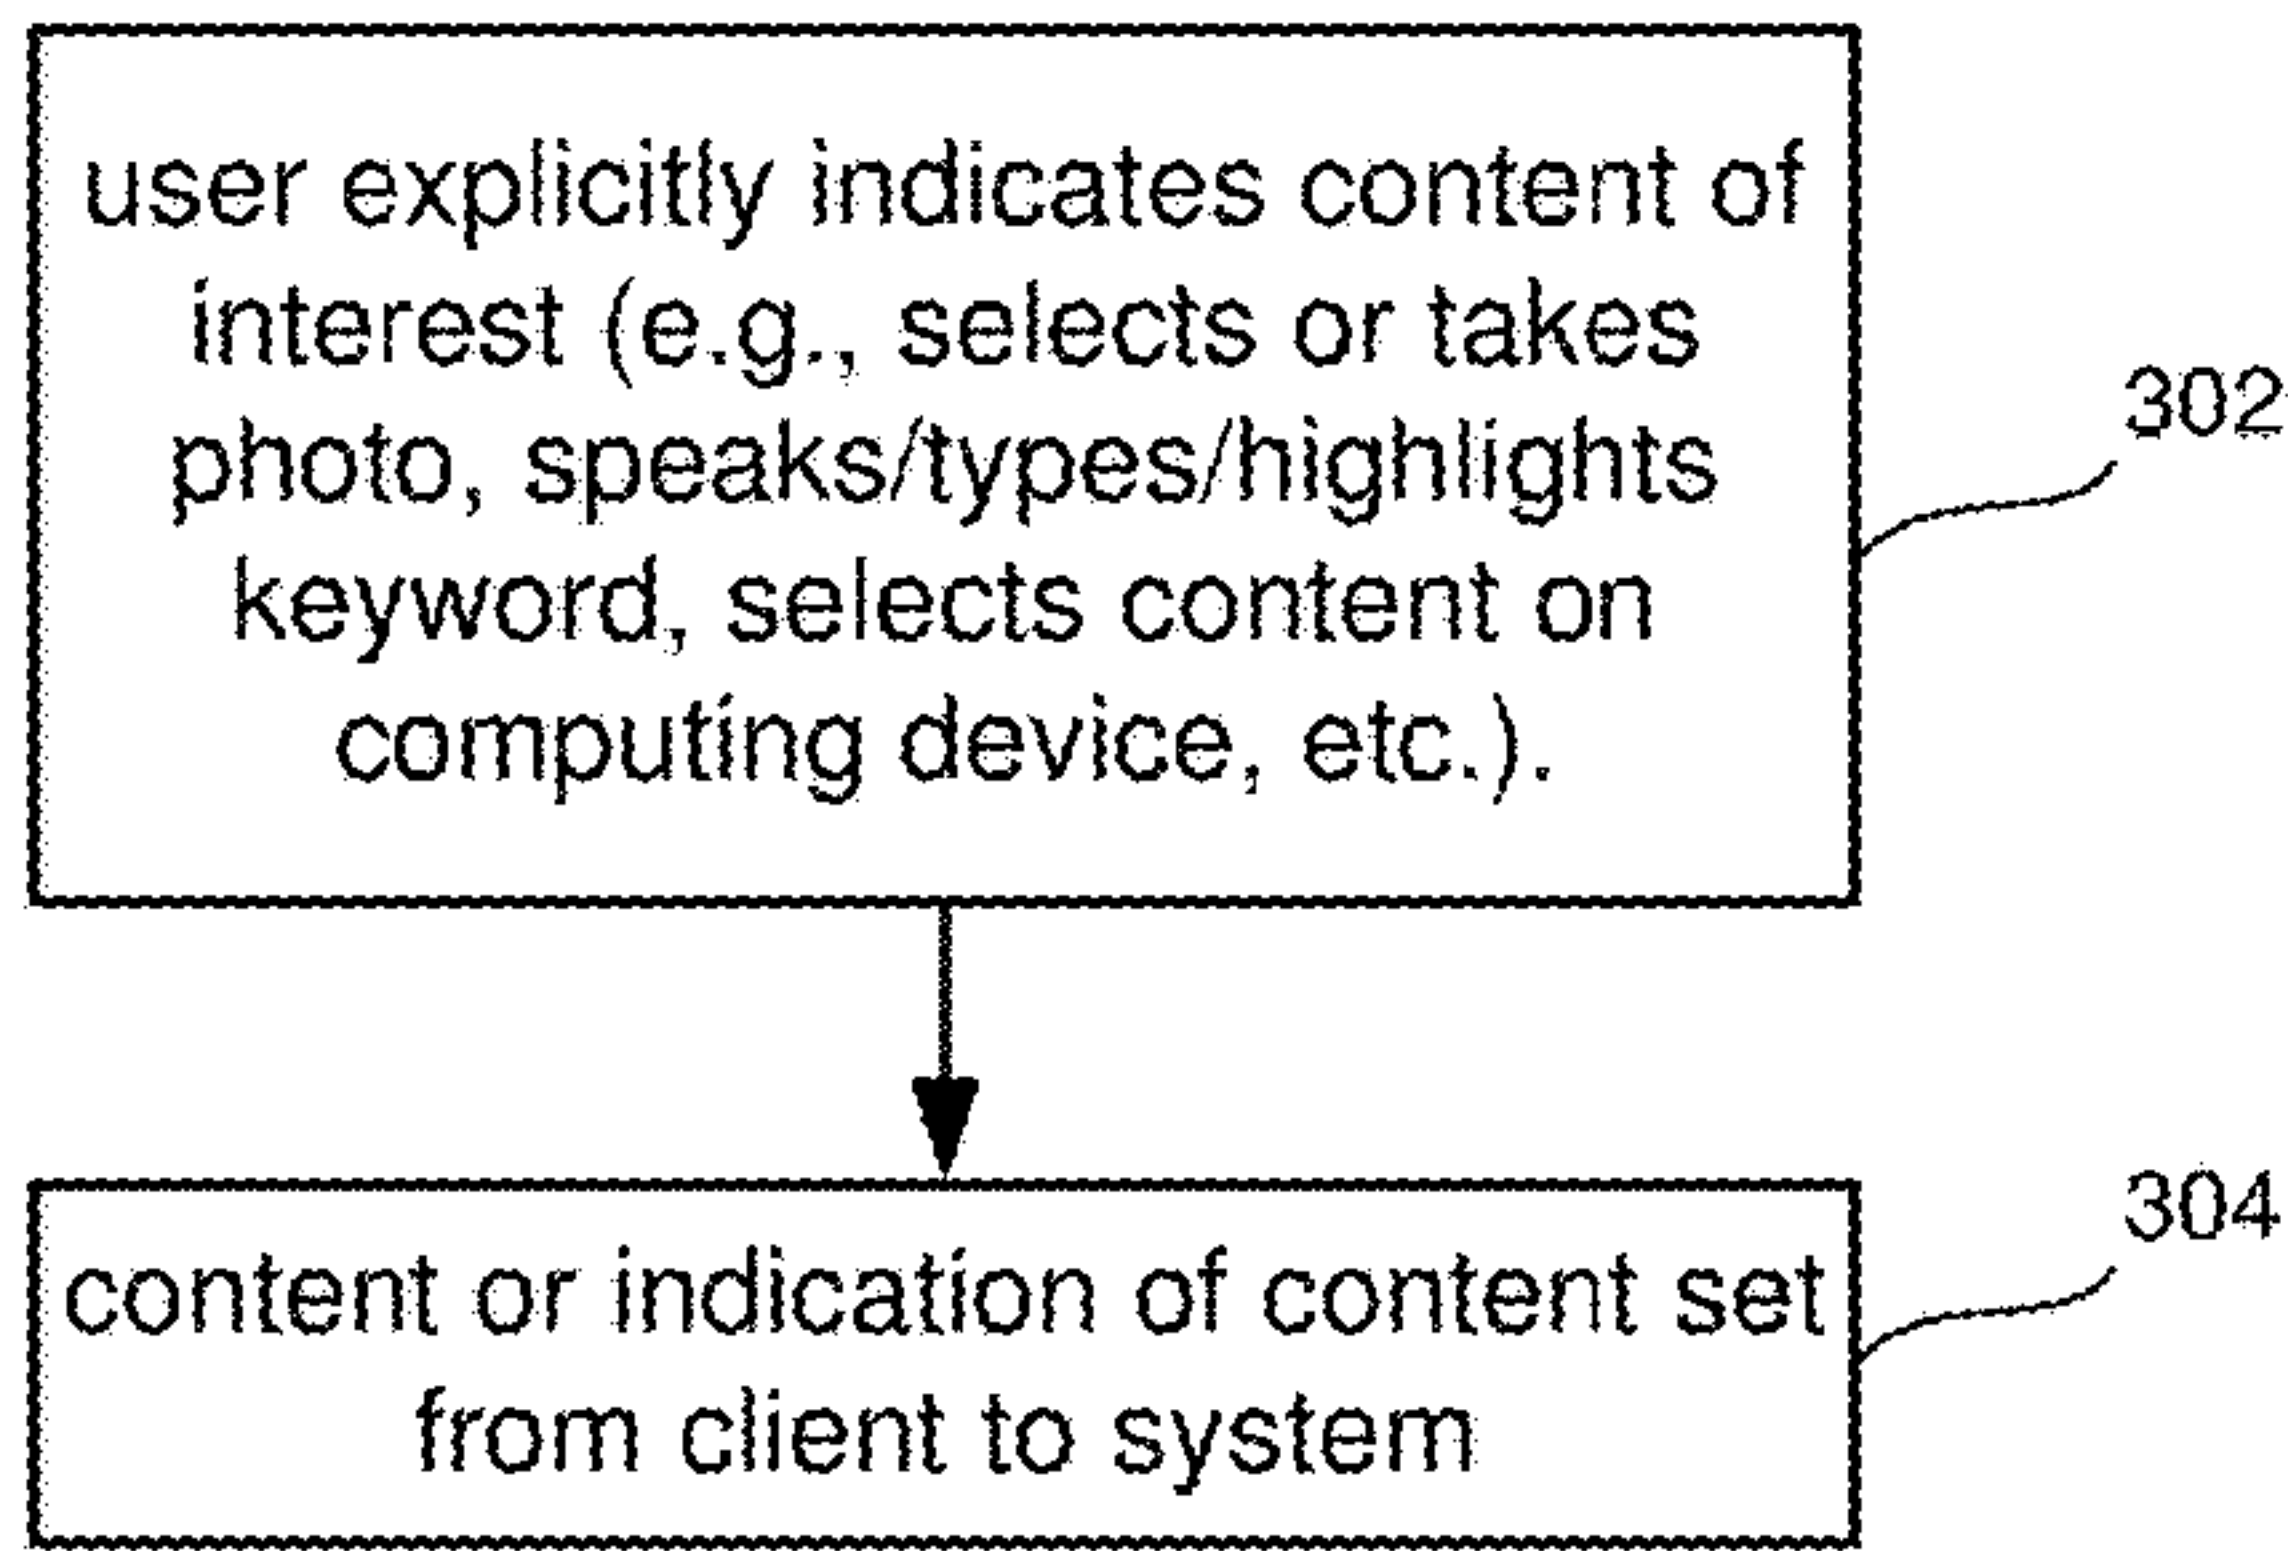 user explicitly indicates content of
interest (e.g., selects or takes
photo, speaks/types/highlights
keyword, selects content on
computing device, etc.).
302
304
content or indication of content set
from client to system